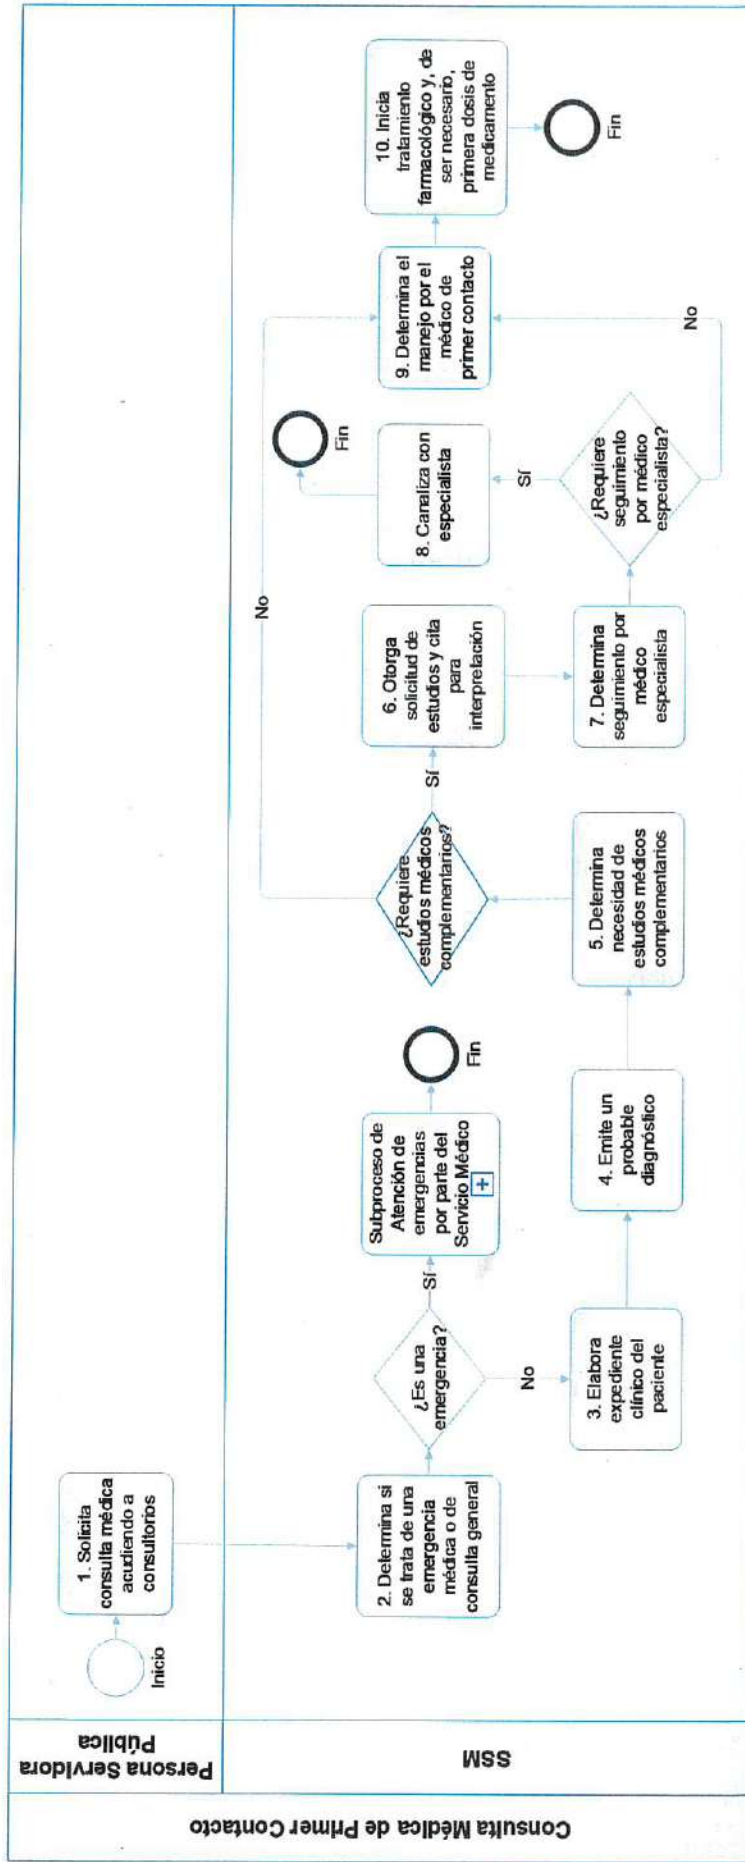 Consulta Médica de Primer Contacto
Persona Servidora
Pública
Inicio
1. Solicita
consulta médica
acudiendo a
consultorios
SSM
2. Determina si
se trata de una
emergencia
médica o de
consulta general
¿Es una
emergencia?
Sí
Subproceso de
Atención de
emergencias
por parte del
Servicio Médico
Fin
No
3. Elabora
expediente
clínico del
paciente
4. Emite un
probable
diagnóstico
5. Determina
necesidad de
estudios médicos
complementarios
¿Requiere
estudios médicos
complementarios?
No
Sí
6. Otorga
solicitud de
estudios y cita
para
interpretación
7. Determina
seguimiento por
médico
especialista
¿Requiere
seguimiento
por médico
especialista?
Sí
8. Canaliza con
especialista
Fin
No
9. Determina el
manejo por el
médico de
primer contacto
10. Inicia
tratamiento
farmacológico y, de
ser necesario,
primera dosis de
medicamento
Fin